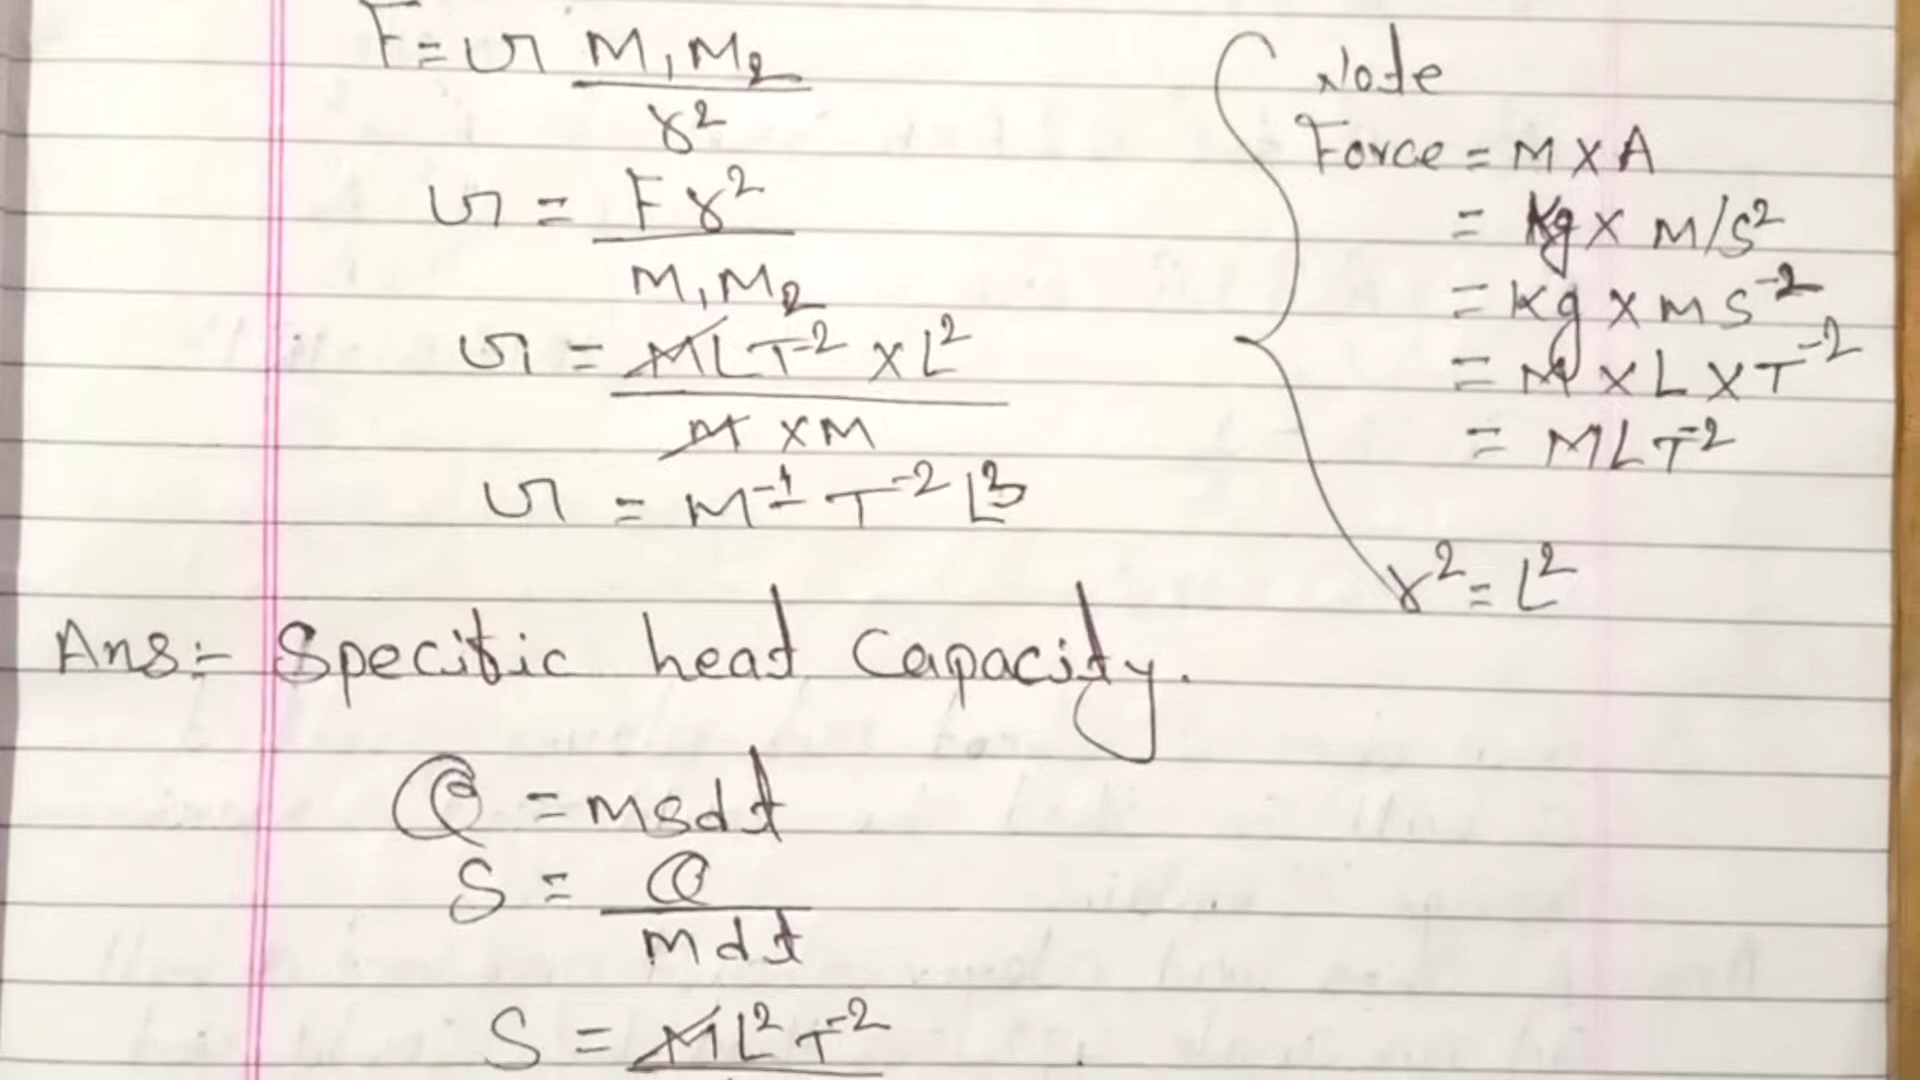 F = G M₁M₂
r²
G = Fr²
M₁M₂
G = MLT⁻² × L²
M × M
G = M⁻¹ T⁻² L³
Note
Force = M × A
= Kg × M/S²
= Kg × MS⁻²
= M × L × T⁻²
= MLT⁻²
r² = L²
Ans:- Specific heat Capacity.
Q = msdt
S = Q
mdt
S = ML²T⁻²